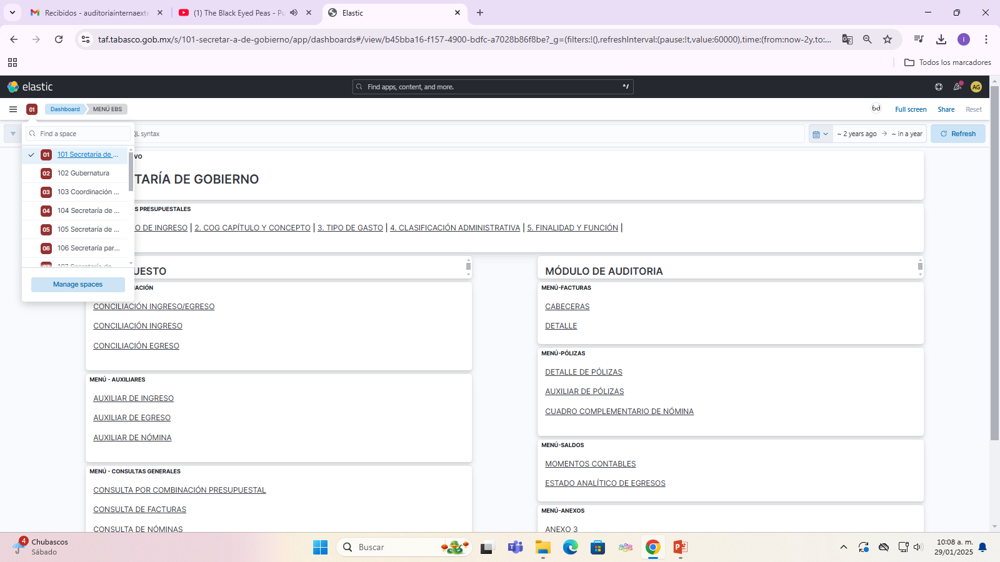 Recibidos - auditoriainternaexte
(1) The Black Eyed Peas - Pu
Elastic
taf.tabasco.gob.mx/s/101-secretar-a-de-gobierno/app/dashboards#/view/b45bba16-f157-4900-bdfc-a7028b86f8be?_g=(filters:!(),refreshInterval:(pause:!t,value:60000),time:(from:now-2y,to:...
I
Todos los marcadores
elastic
Find apps, content, and more.
^/
AG
01
Dashboard
MENÚ EBS
Full screen
Share
Reset
Find a space
QL syntax
~ 2 years ago
~ in a year
Refresh
01 101 Secretaría de ...
02 102 Gubernatura
03 103 Coordinación ...
04 104 Secretaría de ...
05 105 Secretaría de ...
06 106 Secretaría par...
107 Secretaría de
Manage spaces
VO
TARÍA DE GOBIERNO
S PRESUPUESTALES
O DE INGRESO | 2. COG CAPÍTULO Y CONCEPTO | 3. TIPO DE GASTO | 4. CLASIFICACIÓN ADMINISTRATIVA | 5. FINALIDAD Y FUNCIÓN |
UESTO
ACIÓN
CONCILIACIÓN INGRESO/EGRESO
CONCILIACIÓN INGRESO
CONCILIACIÓN EGRESO
MENÚ - AUXILIARES
AUXILIAR DE INGRESO
AUXILIAR DE EGRESO
AUXILIAR DE NÓMINA
MENÚ - CONSULTAS GENERALES
CONSULTA POR COMBINACIÓN PRESUPUESTAL
CONSULTA DE FACTURAS
CONSULTA DE NÓMINAS
MÓDULO DE AUDITORIA
MENÚ-FACTURAS
CABECERAS
DETALLE
MENÚ-PÓLIZAS
DETALLE DE PÓLIZAS
AUXILIAR DE PÓLIZAS
CUADRO COMPLEMENTARIO DE NÓMINA
MENÚ-SALDOS
MOMENTOS CONTABLES
ESTADO ANALÍTICO DE EGRESOS
MENÚ-ANEXOS
ANEXO 3
4
Chubascos
Sábado
Buscar
10:08 a. m.
29/01/2025